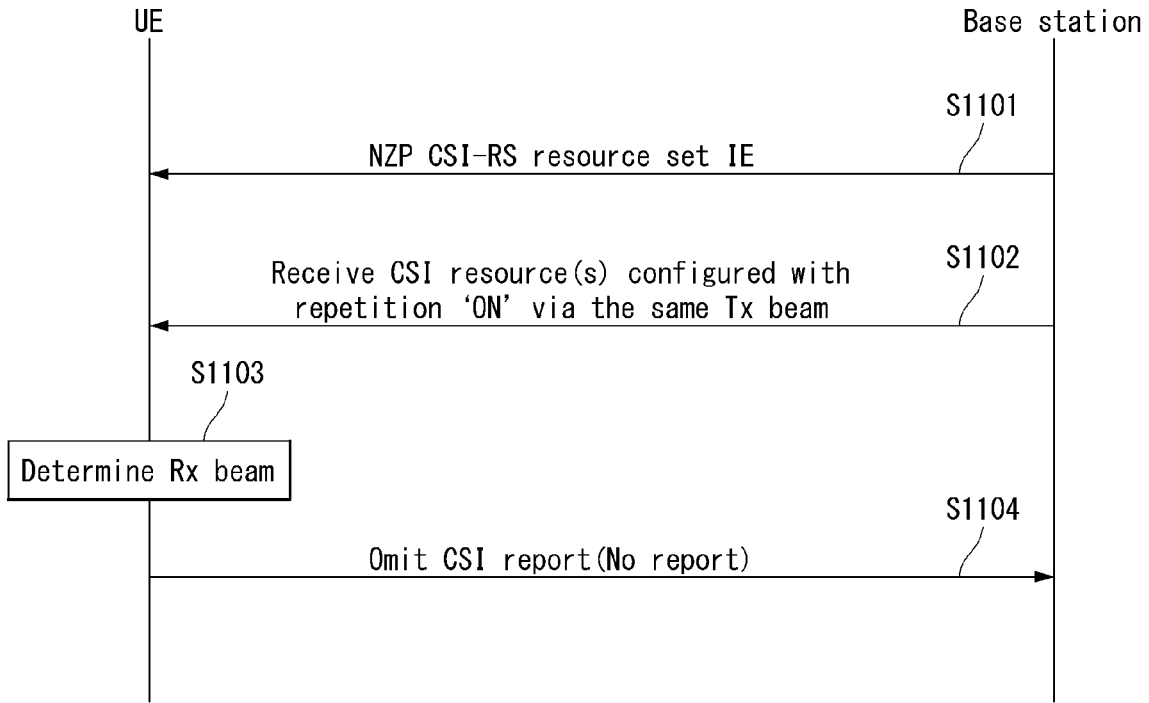 UE
Base station
S1101
NZP CSI-RS resource set IE
S1102
Receive CSI resource(s) configured with
repetition ‘ON’ via the same Tx beam
S1103
Determine Rx beam
S1104
Omit CSI report(No report)